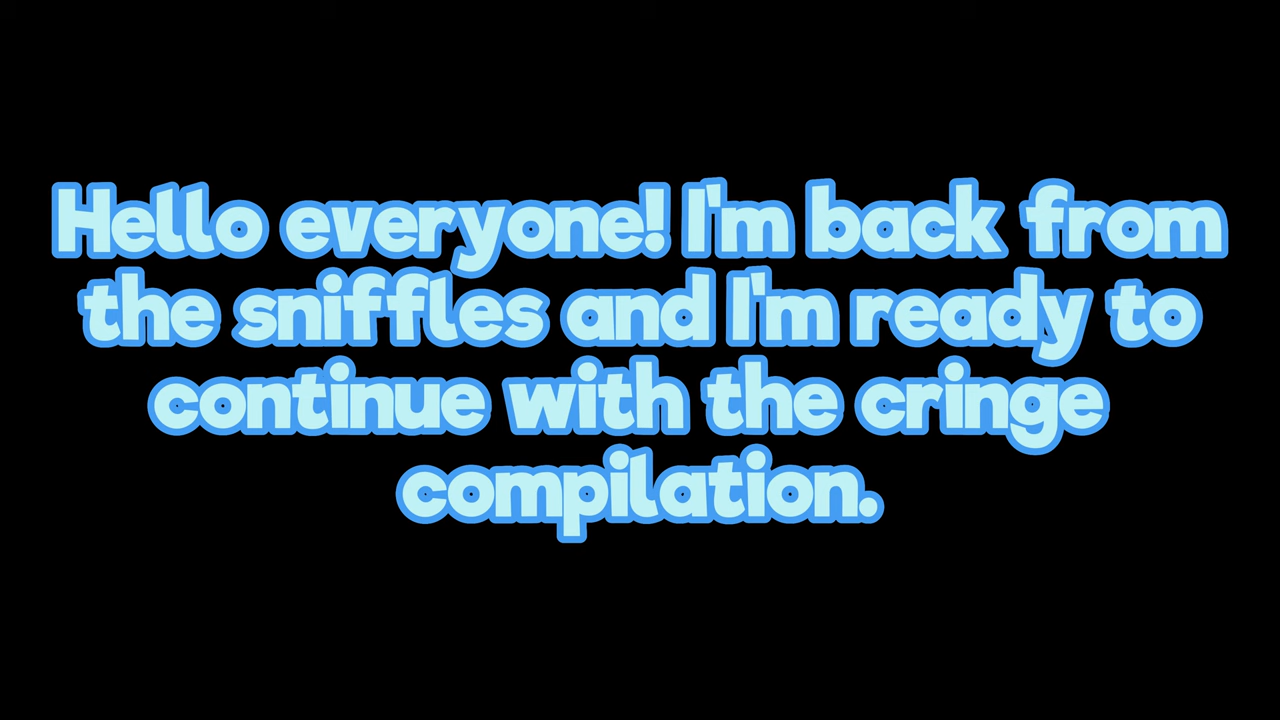 Hello everyone! I'm back from
the sniffles and I'm ready to
continue with the cringe
compilation.